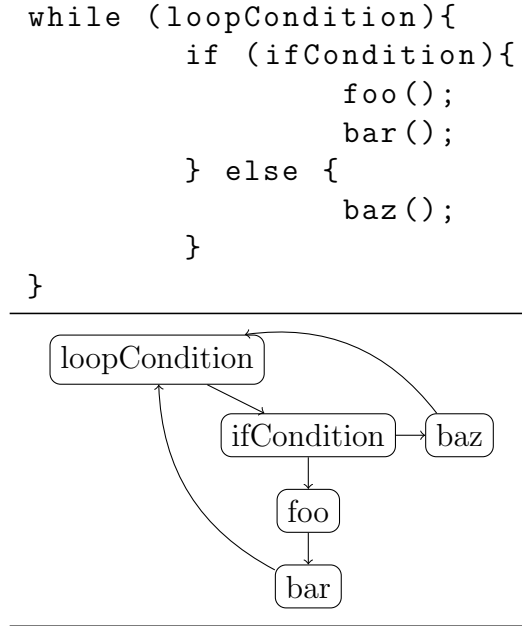 while (loopCondition){
if (ifCondition){
foo();
bar();
} else {
baz();
}
}
loopCondition
ifCondition baz
foo
bar